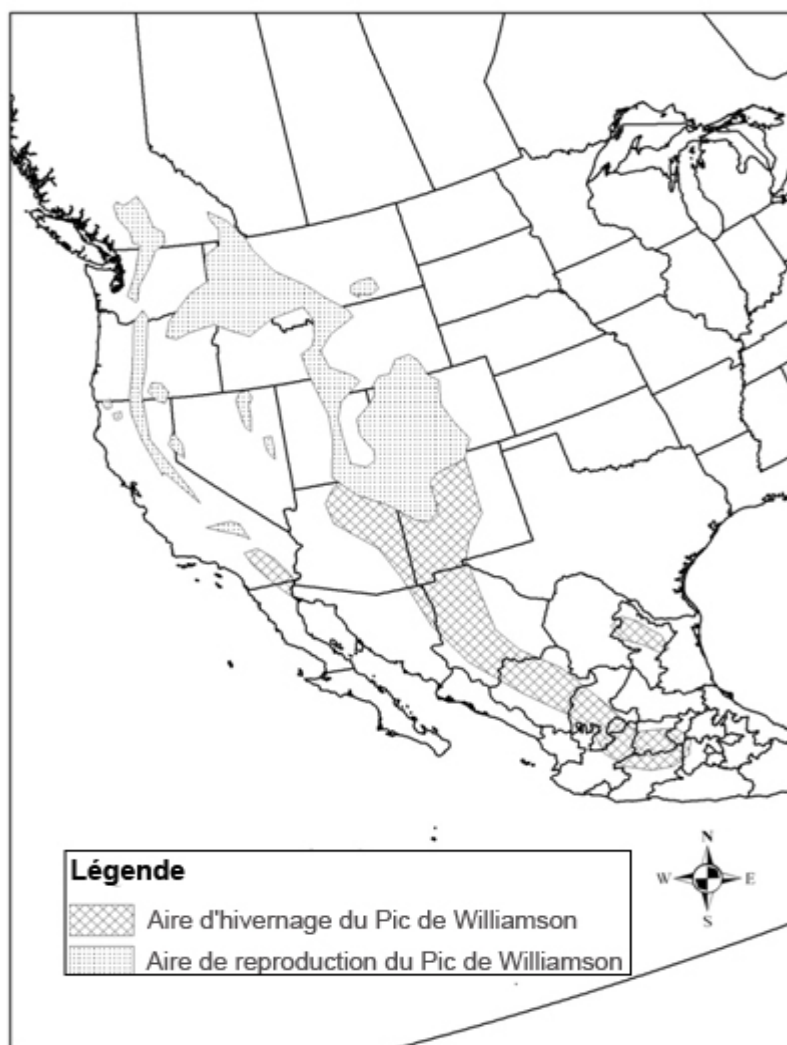 N
W E
S
Légende
Aire d'hivernage du Pic de Williamson
Aire de reproduction du Pic de Williamson